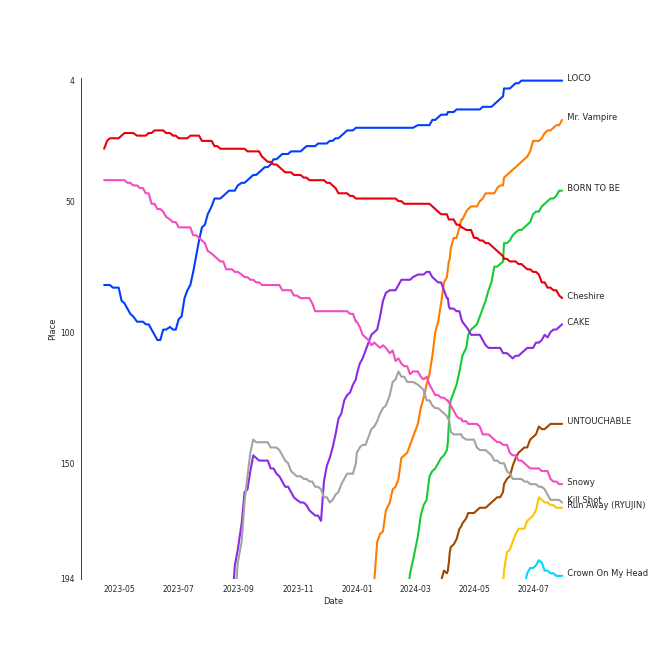 4
50
100
150
194
Place
2023-05
2023-07
2023-09
2023-11
2024-01
2024-03
2024-05
2024-07
Date
LOCO
Mr. Vampire
BORN TO BE
Cheshire
CAKE
UNTOUCHABLE
Snowy
Kill Shot
Run Away (RYUJIN)
Crown On My Head